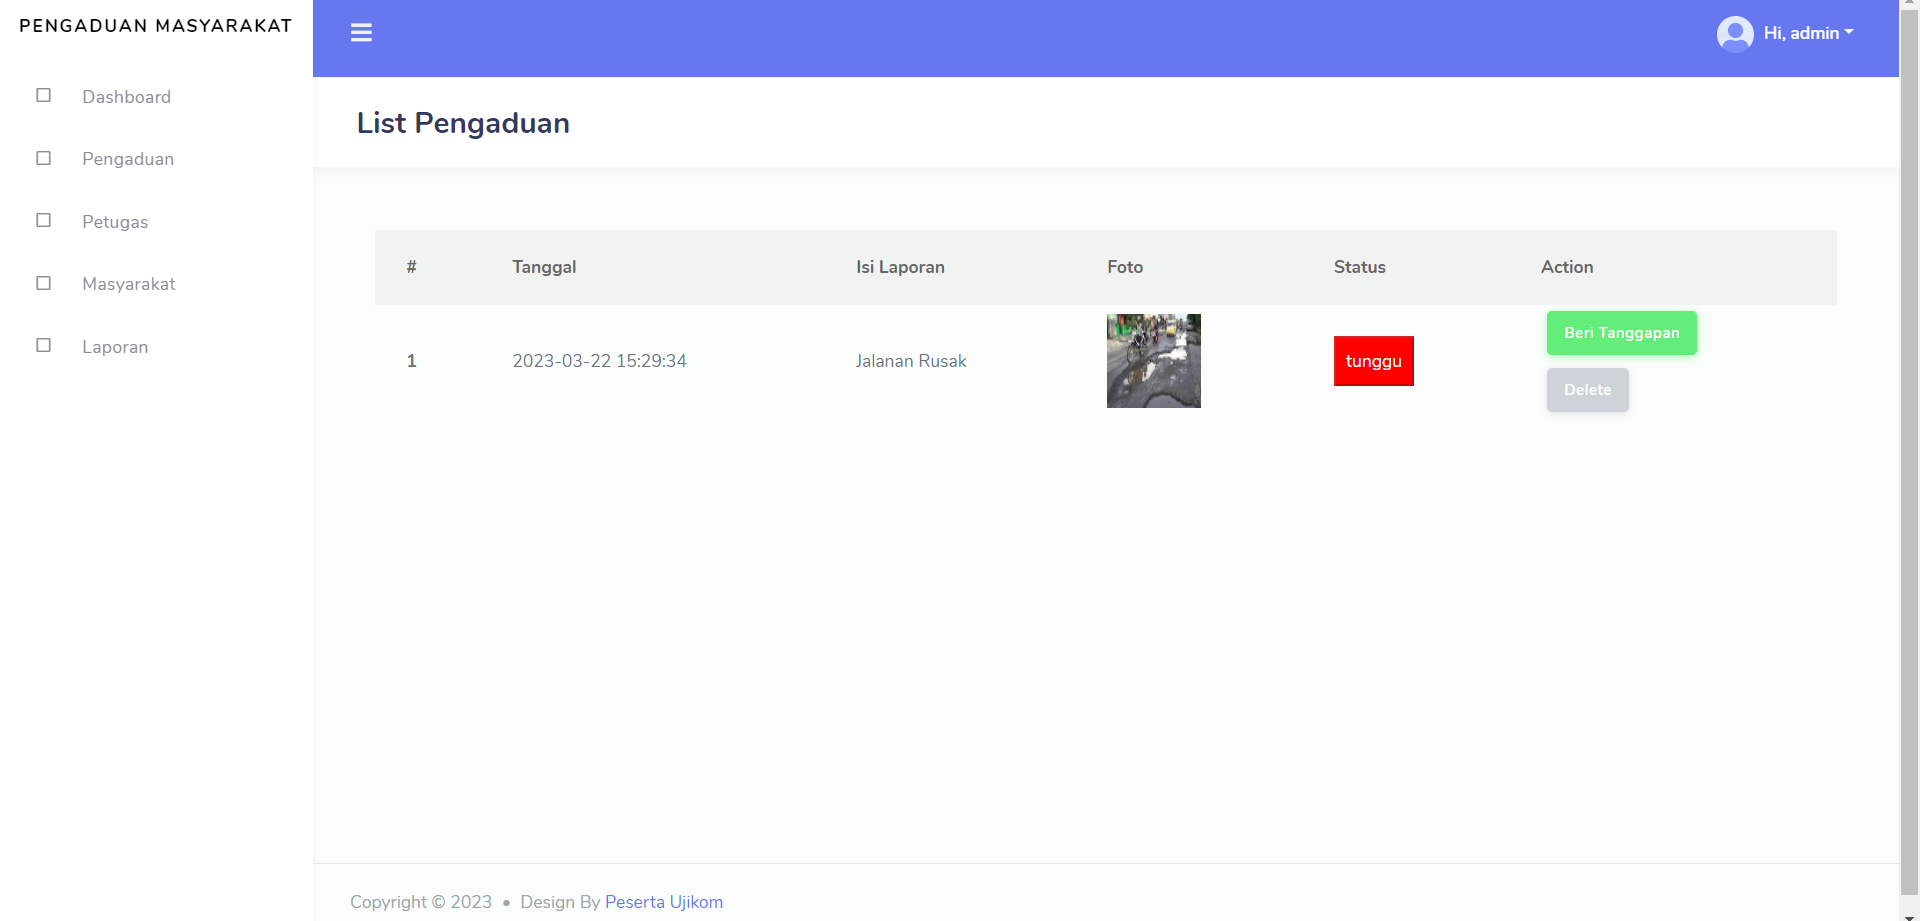 PENGADUAN MASYARAKAT
Hi, admin
Dashboard
Pengaduan
Petugas
Masyarakat
Laporan
List Pengaduan
# Tanggal Isi Laporan Foto Status Action
1 2023-03-22 15:29:34 Jalanan Rusak tunggu Beri Tanggapan
Delete
Copyright © 2023 • Design By Peserta Ujikom